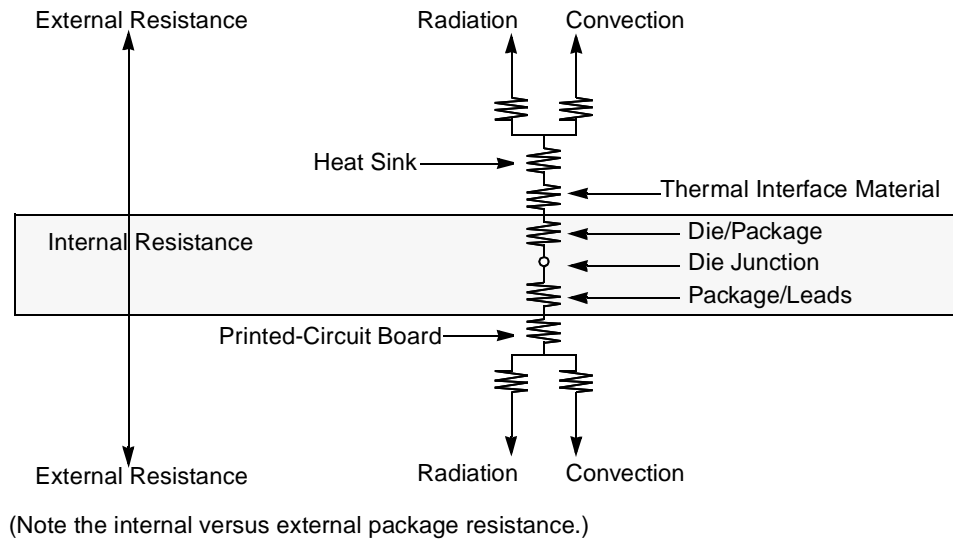 External Resistance
Radiation
Convection
Heat Sink
Thermal Interface Material
Internal Resistance
Die/Package
Die Junction
Package/Leads
Printed-Circuit Board
External Resistance
Radiation
Convection
(Note the internal versus external package resistance.)